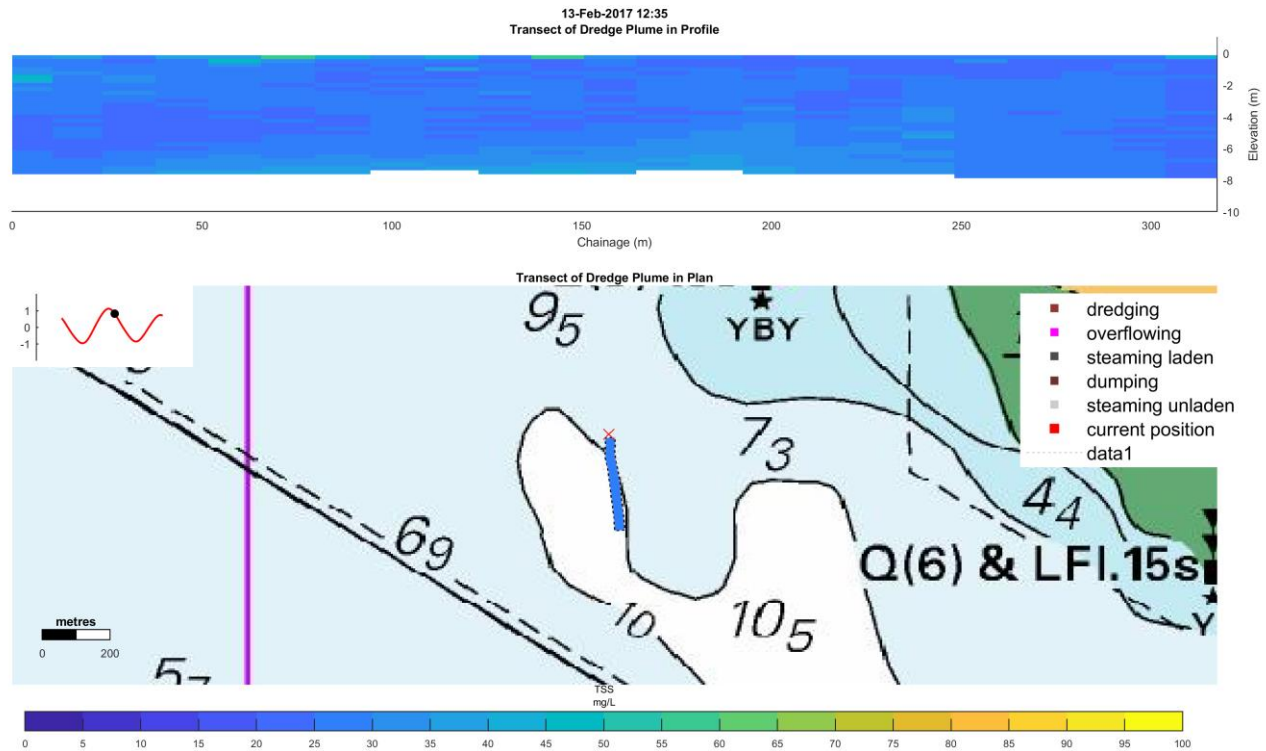 13-Feb-2017 12:35
Transect of Dredge Plume in Profile
0
-2
-4
-6
-8
-10
Elevation (m)
0 50 100 150 200 250 300
Chainage (m)
Transect of Dredge Plume in Plan
1
0
-1
95
YBY
dredging
overflowing
steaming laden
dumping
steaming unladen
current position
data1
73
44
69
Q(6) & LFl.15s
10
105
Y
metres
0 200
57
TSS
mg/L
0 5 10 15 20 25 30 35 40 45 50 55 60 65 70 75 80 85 90 95 100